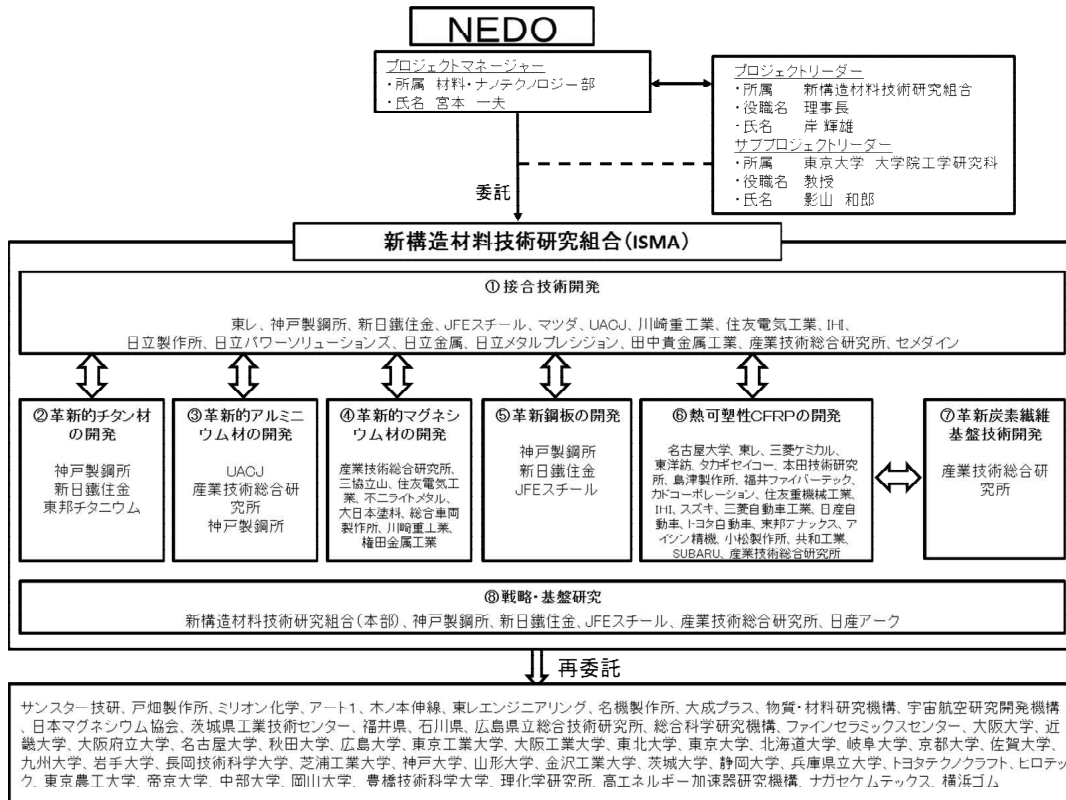 NEDO
プロジェクトマネージャー
・所属 材料・ナノテクノロジー部
・氏名 宮本 一夫
プロジェクトリーダー
・所属 新構造材料技術研究組合
・役職名 理事長
・氏名 岸 輝雄
サブプロジェクトリーダー
・所属 東京大学 大学院工学研究科
・役職名 教授
・氏名 影山 和郎
委託
新構造材料技術研究組合(ISMA)
①接合技術開発
東レ、神戸製鋼所、新日鐵住金、JFEスチール、マツダ、UACJ、川崎重工業、住友電気工業、IHI、
日立製作所、日立パワーソリューションズ、日立金属、日立メタルプレシジョン、田中貴金属工業、産業技術総合研究所、セメダイン
②革新的チタン材
の開発
神戸製鋼所
新日鐵住金
東邦チタニウム
③革新的アルミニ
ウム材の開発
UACJ
産業技術総合研
究所
神戸製鋼所
④革新的マグネシ
ウム材の開発
産業技術総合研究所、
三協立山、住友電気工
業、不二ライトメタル、
大日本塗料、総合車両
製作所、川崎重工業、
権田金属工業
⑤革新鋼板の開発
神戸製鋼所
新日鐵住金
JFEスチール
⑥熱可塑性CFRPの開発
名古屋大学、東レ、三菱ケミカル、
東洋紡、タカギセイコー、本田技術研究
所、島津製作所、福井ファイバーテック、
カドコーポレーション、住友重機械工業、
IHI、スズキ、三菱自動車工業、日産自
動車、トヨタ自動車、東邦テナックス、ア
イシン精機、小松製作所、共和工業、
SUBARU、産業技術総合研究所
⑦革新炭素繊維
基盤技術開発
産業技術総合研
究所
⑧戦略・基盤研究
新構造材料技術研究組合(本部)、神戸製鋼所、新日鐵住金、JFEスチール、産業技術総合研究所、日産アーク
再委託
サンスター技研、戸畑製作所、ミリオン化学、アート1、木ノ本伸線、東レエンジニアリング、名機製作所、大成プラス、物質・材料研究機構、宇宙航空研究開発機構
、日本マグネシウム協会、茨城県工業技術センター、福井県、石川県、広島県立総合技術研究所、総合科学研究機構、ファインセラミックスセンター、大阪大学、近
畿大学、大阪府立大学、名古屋大学、秋田大学、広島大学、東京工業大学、大阪工業大学、東北大学、東京大学、北海道大学、岐阜大学、京都大学、佐賀大学、
九州大学、岩手大学、長岡技術科学大学、芝浦工業大学、神戸大学、山形大学、金沢工業大学、茨城大学、静岡大学、兵庫県立大学、トヨタテクノクラフト、ヒロテッ
ク、東京農工大学、帝京大学、中部大学、岡山大学、豊橋技術科学大学、理化学研究所、高エネルギー加速器研究機構、ナガセケムテックス、横浜ゴム